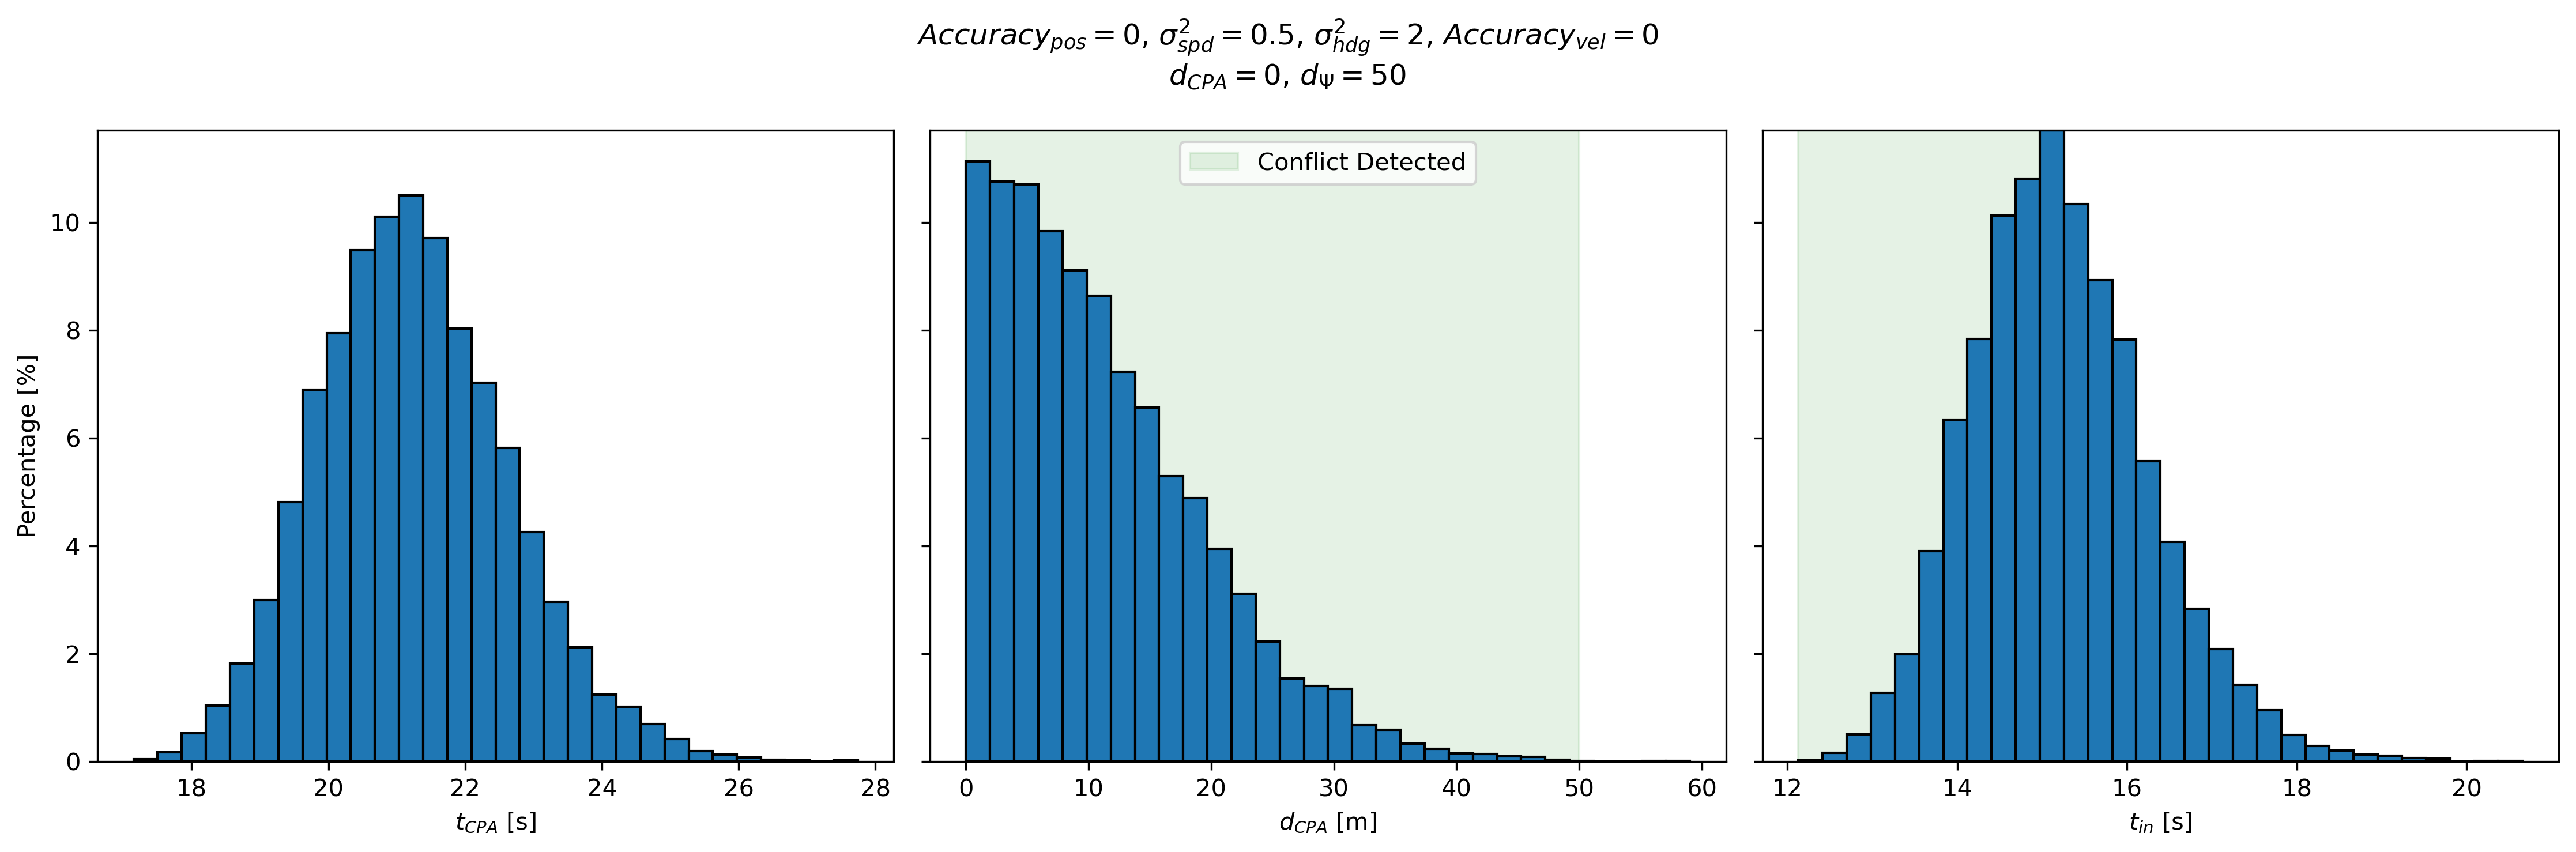 Accuracy_pos = 0, σ²_spd = 0.5, σ²_hdg = 2, Accuracy_vel = 0
d_CPA = 0, d_Ψ = 50
Percentage [%]
0
2
4
6
8
10
18 20 22 24 26 28
t_CPA [s]
Conflict Detected
0 10 20 30 40 50 60
d_CPA [m]
12 14 16 18 20
t_in [s]